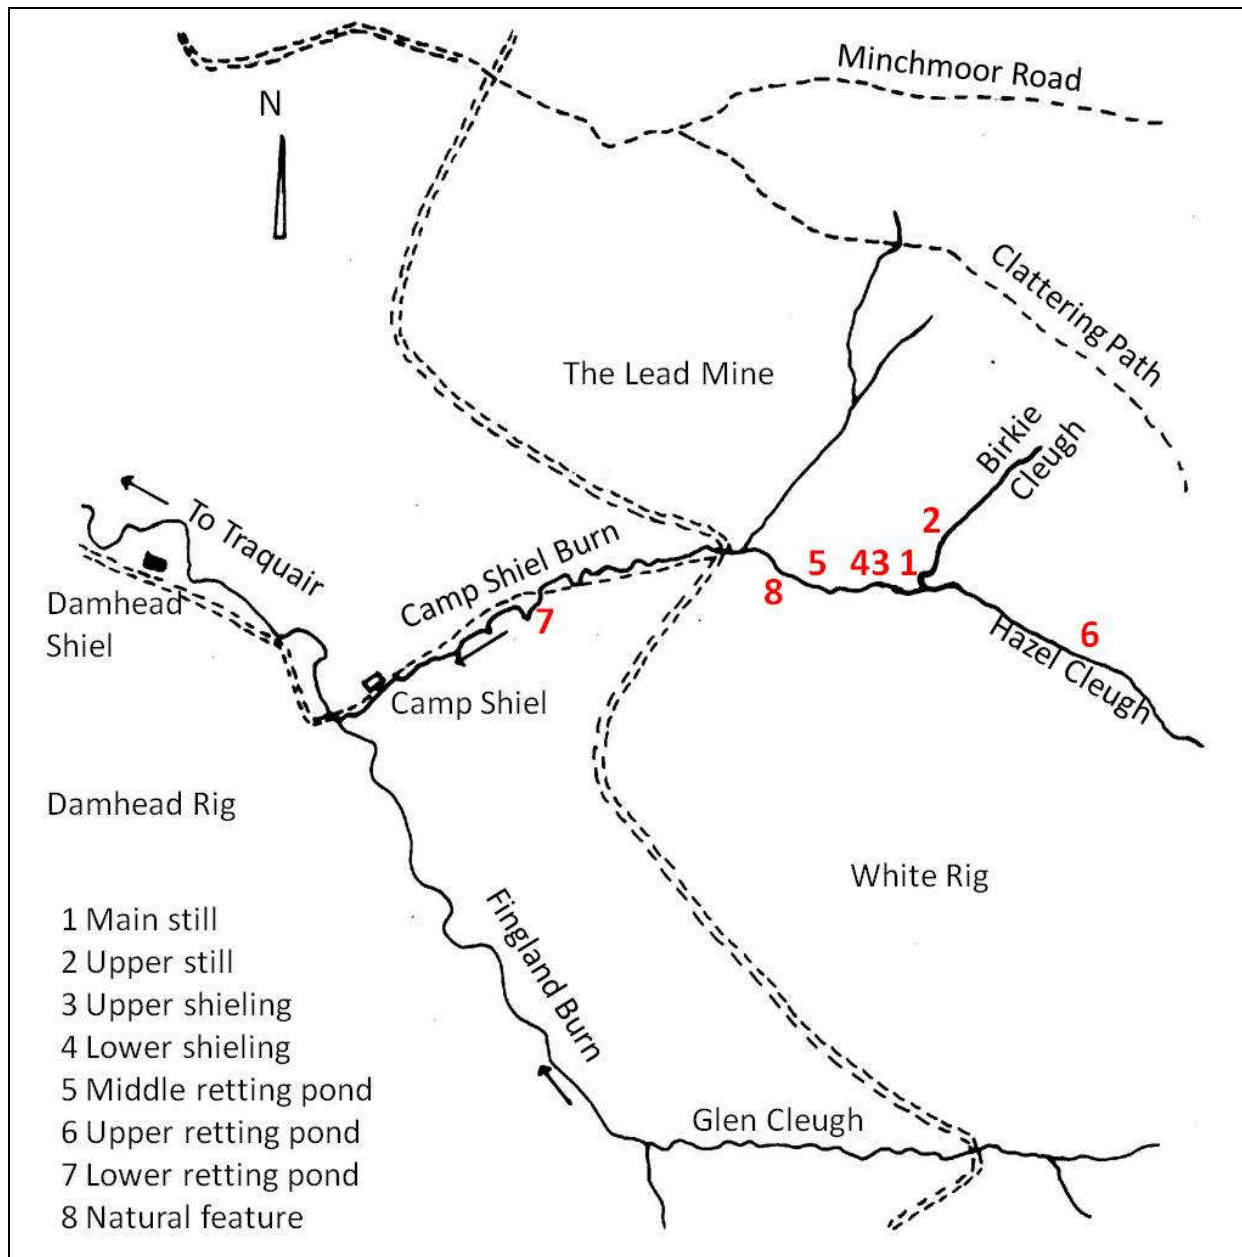 Minchmoor Road
N
Clattering Path
The Lead Mine
Birkie
Cleugh
To Traquair
2
Camp Shiel Burn
5
43
1
8
Damhead
Shiel
7
6
Hazel Cleugh
Camp Shiel
Damhead Rig
White Rig
Fingland Burn
1 Main still
2 Upper still
3 Upper shieling
4 Lower shieling
5 Middle retting pond
6 Upper retting pond
7 Lower retting pond
8 Natural feature
Glen Cleugh